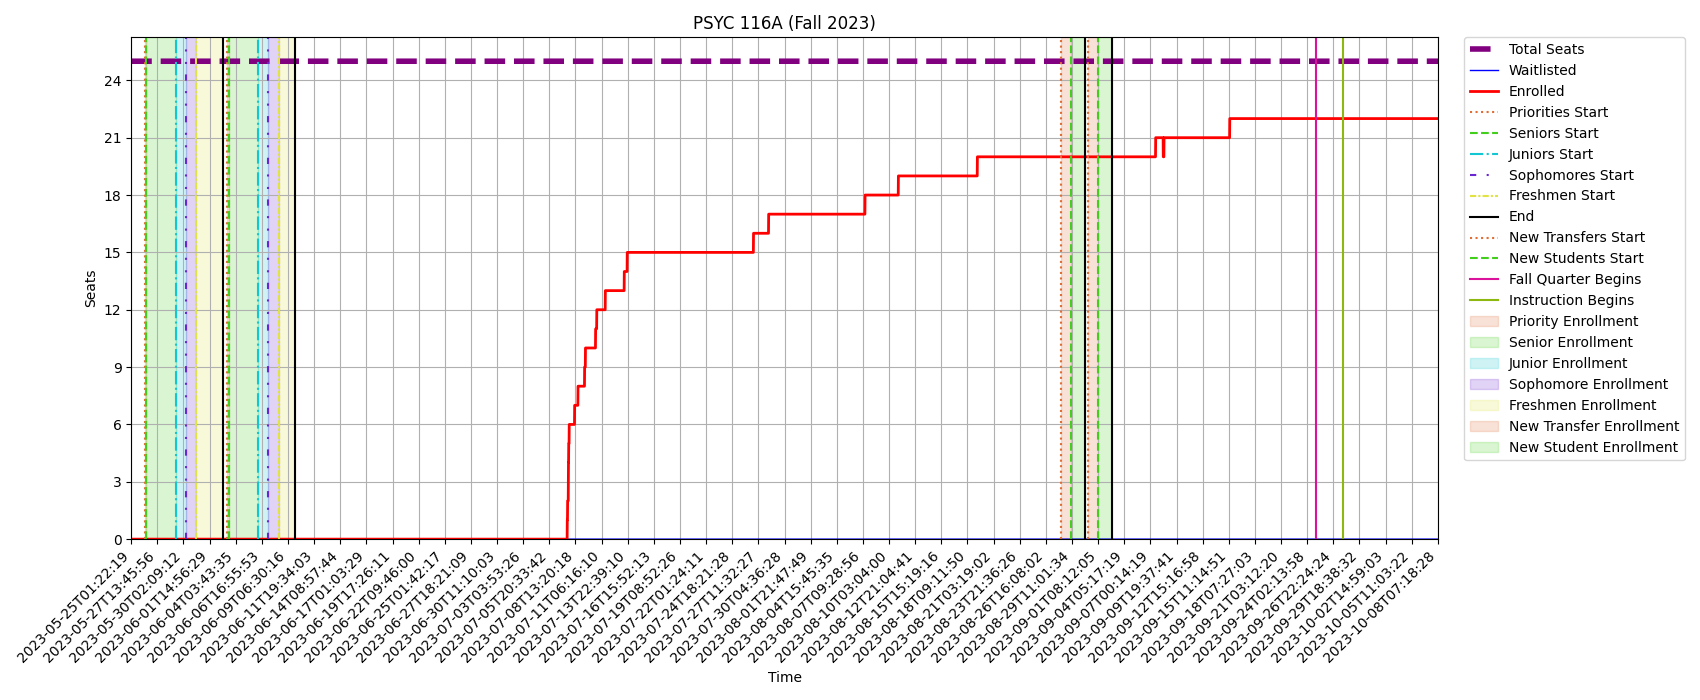 PSYC 116A (Fall 2023)
Seats
24
21
18
15
12
9
6
3
0
2023-05-25T01:22:19
2023-05-27T13:45:56
2023-05-30T02:09:12
2023-06-01T14:56:29
2023-06-04T03:43:35
2023-06-06T16:55:53
2023-06-09T06:30:16
2023-06-11T19:34:03
2023-06-14T08:57:44
2023-06-17T01:03:29
2023-06-19T17:26:11
2023-06-22T09:46:00
2023-06-25T01:42:17
2023-06-27T18:21:09
2023-06-30T11:10:03
2023-07-03T03:53:26
2023-07-05T20:33:42
2023-07-08T13:20:18
2023-07-11T06:16:10
2023-07-13T22:39:10
2023-07-16T15:52:13
2023-07-19T08:52:26
2023-07-22T01:24:11
2023-07-24T18:21:28
2023-07-27T11:32:27
2023-07-30T04:36:28
2023-08-01T21:47:49
2023-08-04T15:45:35
2023-08-07T09:28:56
2023-08-10T03:04:00
2023-08-12T21:04:41
2023-08-15T15:19:16
2023-08-18T09:11:50
2023-08-21T03:19:02
2023-08-23T21:36:26
2023-08-26T16:08:02
2023-08-29T11:01:34
2023-09-01T08:12:05
2023-09-04T05:17:19
2023-09-07T00:14:19
2023-09-09T19:37:41
2023-09-12T15:16:58
2023-09-15T11:14:51
2023-09-18T07:27:03
2023-09-21T03:12:20
2023-09-24T02:13:58
2023-09-26T22:24:24
2023-09-29T18:38:32
2023-10-02T14:59:03
2023-10-05T11:03:22
2023-10-08T07:18:28
Time
Total Seats
Waitlisted
Enrolled
Priorities Start
Seniors Start
Juniors Start
Sophomores Start
Freshmen Start
End
New Transfers Start
New Students Start
Fall Quarter Begins
Instruction Begins
Priority Enrollment
Senior Enrollment
Junior Enrollment
Sophomore Enrollment
Freshmen Enrollment
New Transfer Enrollment
New Student Enrollment